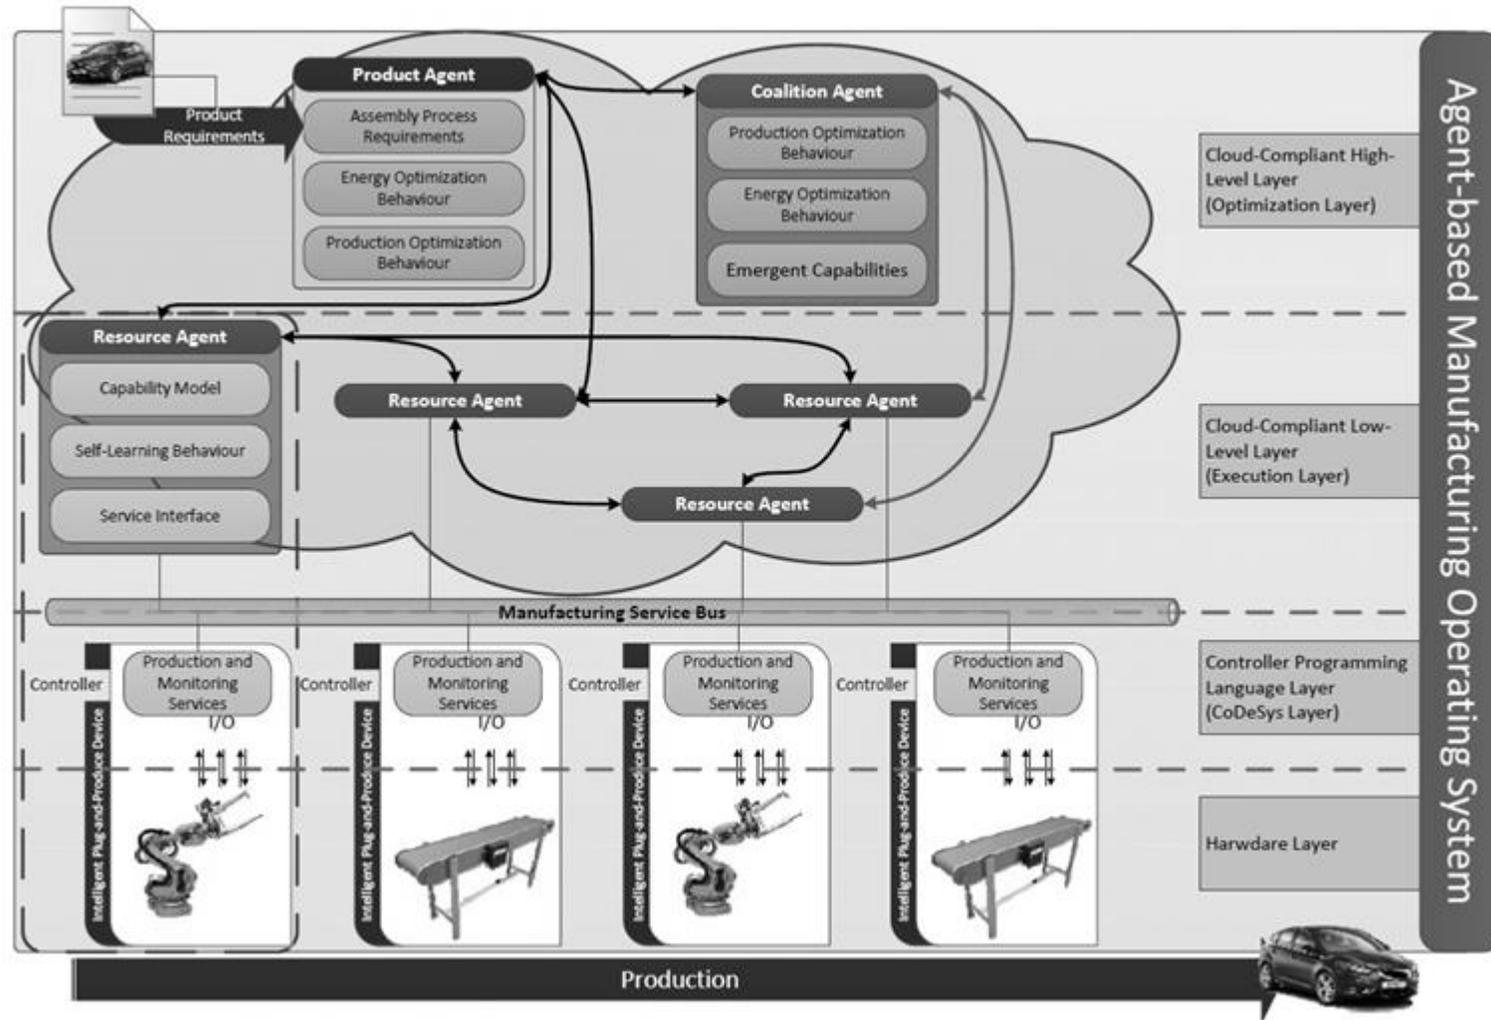 Product
Requirements
Product Agent
Assembly Process
Requirements
Energy Optimization
Behaviour
Production Optimization
Behaviour
Coalition Agent
Production Optimization
Behaviour
Energy Optimization
Behaviour
Emergent Capabilities
Cloud-Compliant High-
Level Layer
(Optimization Layer)
Agent-based Manufacturing Operating System
Resource Agent
Capability Model
Self-Learning Behaviour
Service Interface
Resource Agent
Resource Agent
Resource Agent
Cloud-Compliant Low-
Level Layer
(Execution Layer)
Manufacturing Service Bus
Controller
Production and
Monitoring
Services
I/O
Intelligent Plug-and-Produce Device
Controller
Production and
Monitoring
Services
I/O
Intelligent Plug-and-Produce Device
Controller
Production and
Monitoring
Services
I/O
Intelligent Plug-and-Produce Device
Controller
Production and
Monitoring
Services
I/O
Intelligent Plug-and-Produce Device
Controller Programming
Language Layer
(CoDeSys Layer)
Harwdare Layer
Production